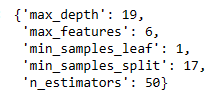 {'max_depth': 19,
'max_features': 6,
'min_samples_leaf': 1,
'min_samples_split': 17,
'n_estimators': 50}